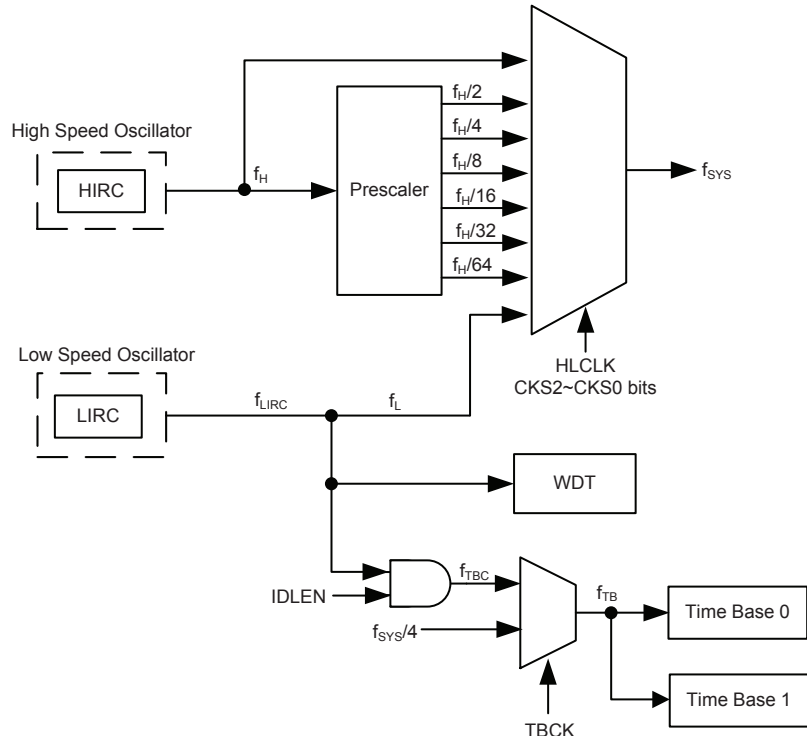 High Speed Oscillator
HIRC
fH
Prescaler
fH/2
fH/4
fH/8
fH/16
fH/32
fH/64
fSYS
HLCLK
CKS2~CKS0 bits
Low Speed Oscillator
LIRC
fLIRC
fL
WDT
IDLEN
fTBC
fSYS/4
TBCK
fTB
Time Base 0
Time Base 1